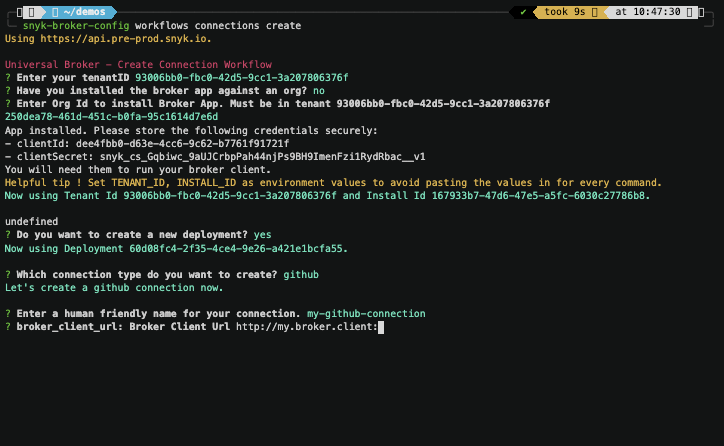 ~/demos
✔ took 9s at 10:47:30
snyk-broker-config workflows connections create
Using https://api.pre-prod.snyk.io.
Universal Broker - Create Connection Workflow
? Enter your tenantID 93006bb0-fbc0-42d5-9cc1-3a207806376f
? Have you installed the broker app against an org? no
? Enter Org Id to install Broker App. Must be in tenant 93006bb0-fbc0-42d5-9cc1-3a207806376f
250dea78-461d-451c-b0fa-95c1614d7e6d
App installed. Please store the following credentials securely:
- clientId: dee4fbb0-d63e-4cc6-9c62-b7761f91721f
- clientSecret: snyk_cs_Gqbiwc_9aUJCrbpPah44njPs9BH9ImenFzi1RydRbac__v1
You will need them to run your broker client.
Helpful tip ! Set TENANT_ID, INSTALL_ID as environment values to avoid pasting the values in for every command.
Now using Tenant Id 93006bb0-fbc0-42d5-9cc1-3a207806376f and Install Id 167933b7-47d6-47e5-a5fc-6030c27786b8.
undefined
? Do you want to create a new deployment? yes
Now using Deployment 60d08fc4-2f35-4ce4-9e26-a421e1bcfa55.
? Which connection type do you want to create? github
Let's create a github connection now.
? Enter a human friendly name for your connection. my-github-connection
? broker_client_url: Broker Client Url http://my.broker.client: